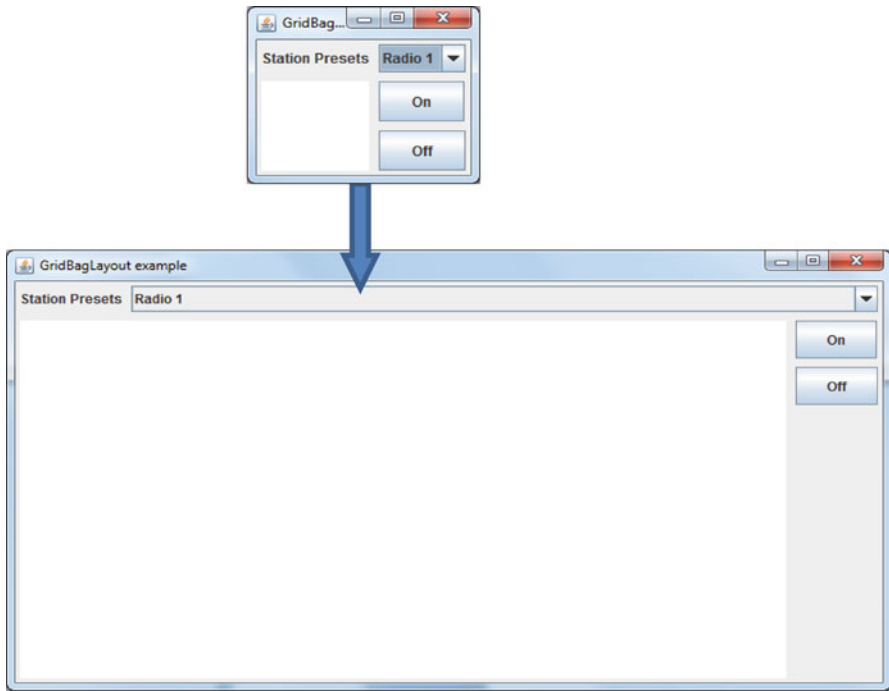 GridBag...
Station Presets Radio 1
On
Off
GridBagLayout example
Station Presets Radio 1
On
Off